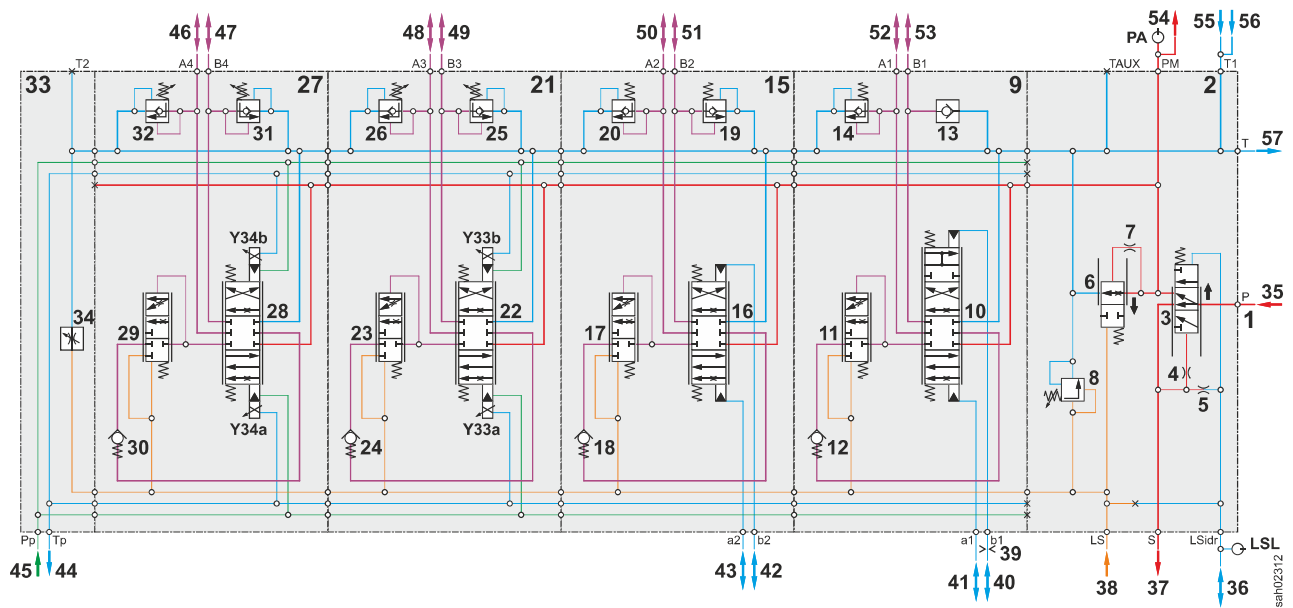 46 47 48 49 50 51 52 53 54 55 56
PA
T2 A4 B4 A3 B3 A2 B2 A1 B1 TAUX PM T1
33 27 21 15 9 2
32 31 26 25 20 19 14 13
T 57
Y34b Y33b
7
6
P 35
34 29 28 23 22 17 16 11 10 3 1
4
8 5
30 Y34a 24 Y33a 18 12
Pp Tp a2 b2 a1 b1 LS S LSidr
39 LSL
45 44 43 42 41 40 38 37 36
sah02312